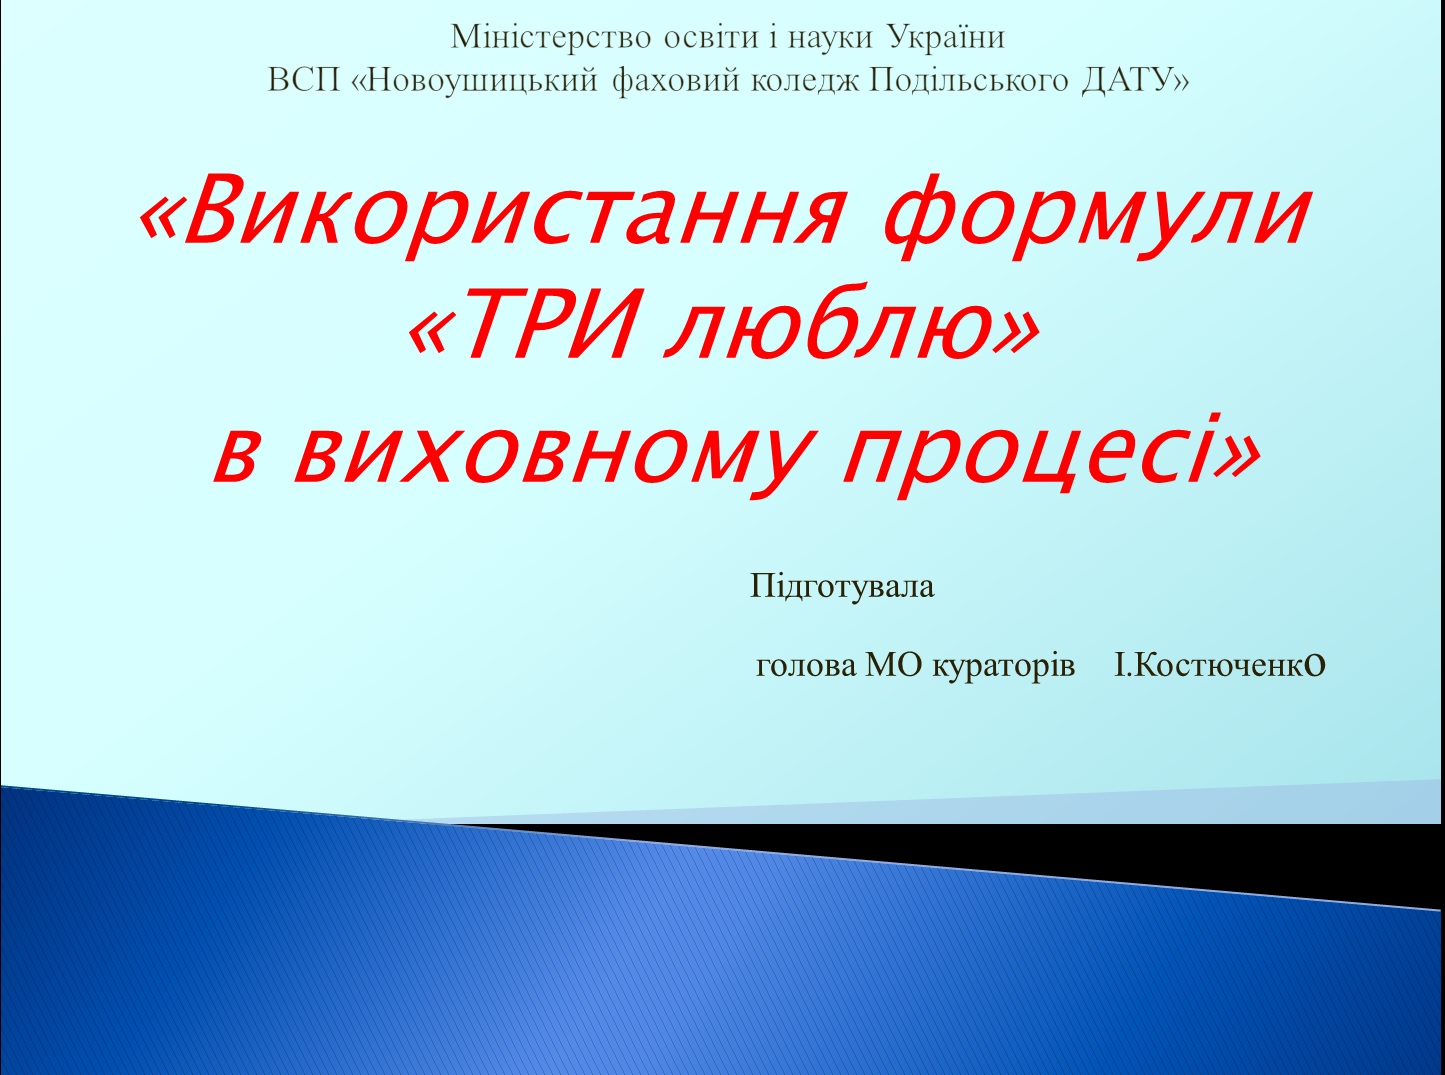 Міністерство освіти і науки України
ВСП «Новоушицький фаховий коледж Подільського ДАТУ»
«Використання формули
«ТРИ люблю»
в виховному процесі»
Підготувала
голова МО кураторів І.Костюченко